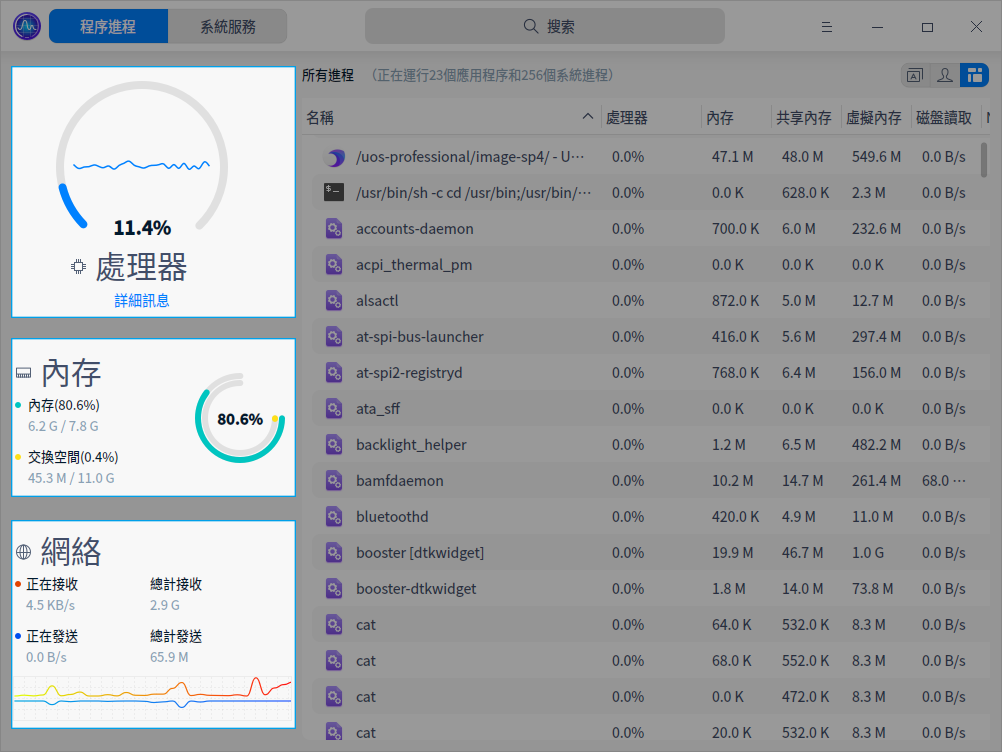 程序進程 系統服務 搜索
11.4%
處理器
詳細訊息
內存
內存(80.6%)
6.2 G / 7.8 G
交換空間(0.4%)
45.3 M / 11.0 G
80.6%
網絡
正在接收 總計接收
4.5 KB/s 2.9 G
正在發送 總計發送
0.0 B/s 65.9 M
所有進程 （正在運行23個應用程序和256個系統進程）
名稱 處理器 內存 共享內存 虛擬內存 磁盤讀取
/uos-professional/image-sp4/ - U⋯ 0.0% 47.1 M 48.0 M 549.6 M 0.0 B/s
/usr/bin/sh -c cd /usr/bin;/usr/bin/⋯ 0.0% 0.0 K 628.0 K 2.3 M 0.0 B/s
accounts-daemon 0.0% 700.0 K 6.0 M 232.6 M 0.0 B/s
acpi_thermal_pm 0.0% 0.0 K 0.0 K 0.0 K 0.0 B/s
alsactl 0.0% 872.0 K 5.0 M 12.7 M 0.0 B/s
at-spi-bus-launcher 0.0% 416.0 K 5.6 M 297.4 M 0.0 B/s
at-spi2-registryd 0.0% 768.0 K 6.4 M 156.0 M 0.0 B/s
ata_sff 0.0% 0.0 K 0.0 K 0.0 K 0.0 B/s
backlight_helper 0.0% 1.2 M 6.5 M 482.2 M 0.0 B/s
bamfdaemon 0.0% 10.2 M 14.7 M 261.4 M 68.0 ⋯
bluetoothd 0.0% 420.0 K 4.9 M 11.0 M 0.0 B/s
booster [dtkwidget] 0.0% 19.9 M 46.7 M 1.0 G 0.0 B/s
booster-dtkwidget 0.0% 1.8 M 14.0 M 73.8 M 0.0 B/s
cat 0.0% 64.0 K 532.0 K 8.3 M 0.0 B/s
cat 0.0% 68.0 K 552.0 K 8.3 M 0.0 B/s
cat 0.0% 0.0 K 472.0 K 8.3 M 0.0 B/s
cat 0.0% 20.0 K 532.0 K 8.3 M 0.0 B/s